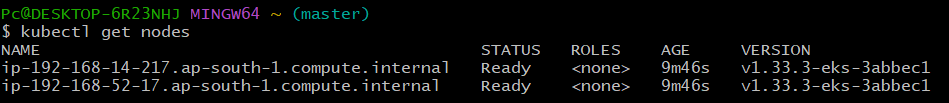 Pc@DESKTOP-6R23NHJ MINGW64 ~ (master)
$ kubectl get nodes
NAME STATUS ROLES AGE VERSION
ip-192-168-14-217.ap-south-1.compute.internal Ready <none> 9m46s v1.33.3-eks-3abbec1
ip-192-168-52-17.ap-south-1.compute.internal Ready <none> 9m46s v1.33.3-eks-3abbec1